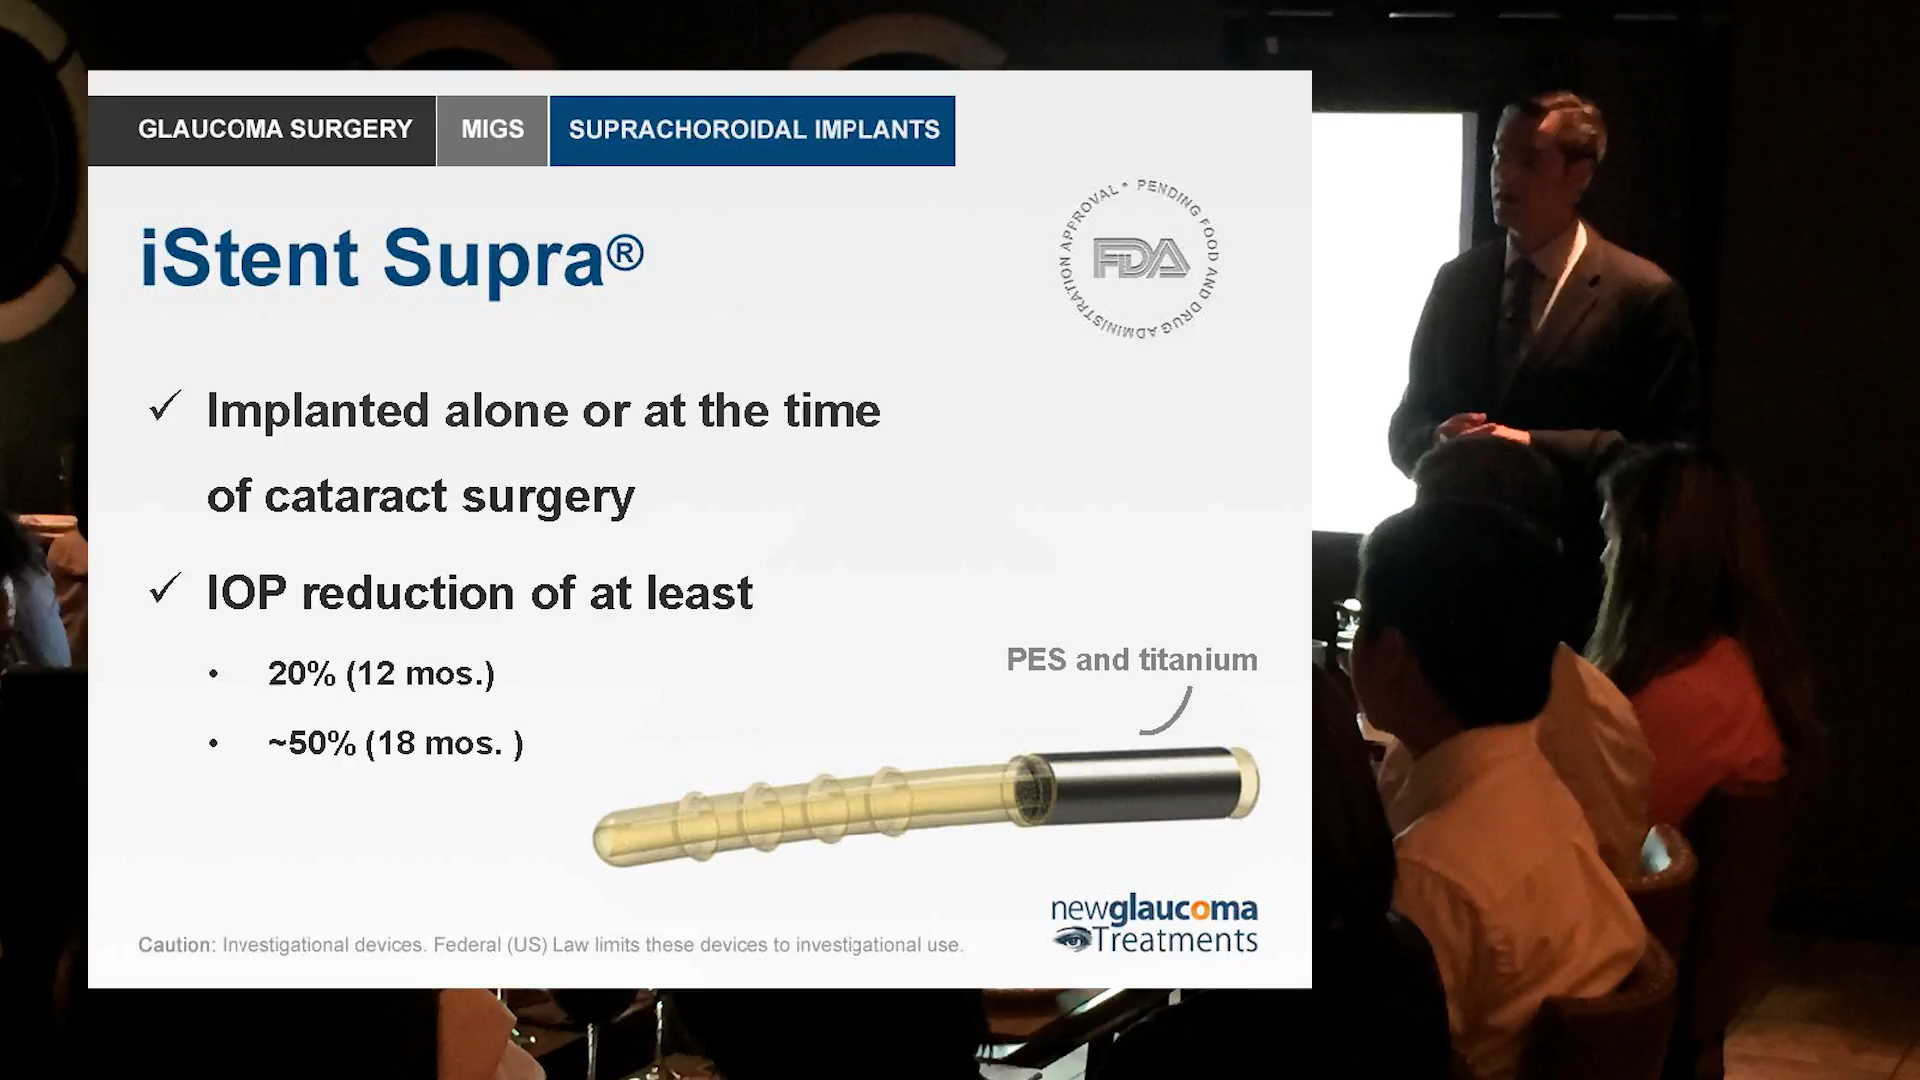 GLAUCOMA SURGERY MIGS SUPRACHOROIDAL IMPLANTS
iStent Supra®
PENDING FOOD AND DRUG ADMINISTRATION APPROVAL •
FDA
✓ Implanted alone or at the time
of cataract surgery
✓ IOP reduction of at least
• 20% (12 mos.)
• ~50% (18 mos. )
PES and titanium
Caution: Investigational devices. Federal (US) Law limits these devices to investigational use.
newglaucoma
Treatments